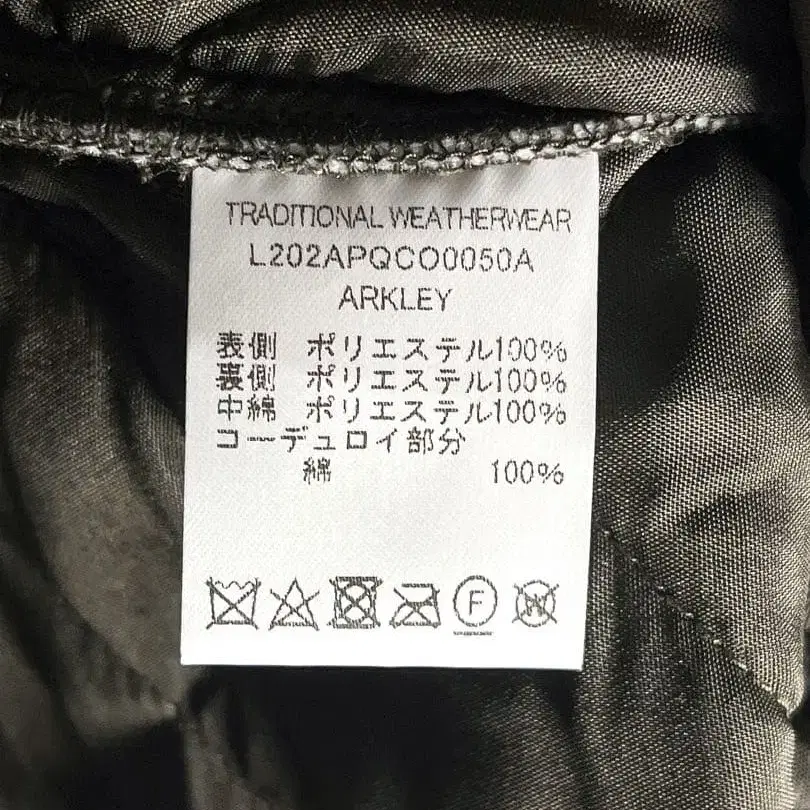 TRADITIONAL WEATHERWEAR
L202APQCO0050A
ARKLEY
表側 ポリエステル100%
裏側 ポリエステル100%
中綿 ポリエステル100%
コーデュロイ部分
綿 100%
F W